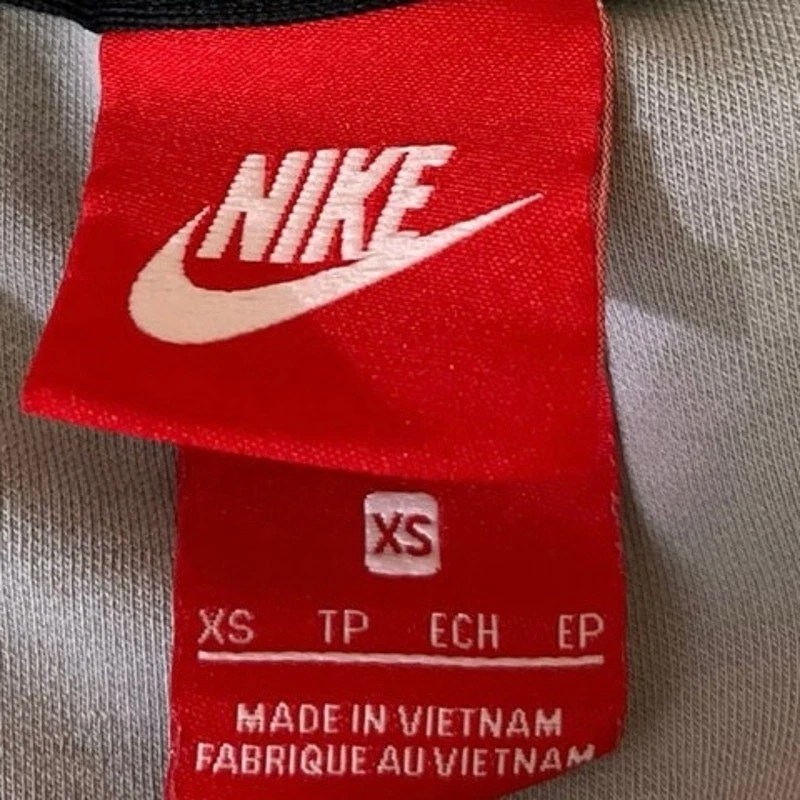 NIKE
XS
XS TP ECH EP
MADE IN VIETNAM
FABRIQUE AU VIETNAM